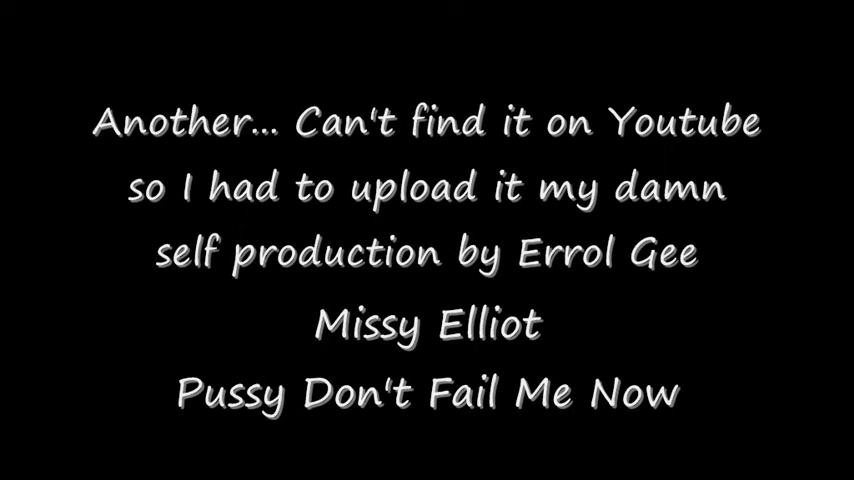 Another... Can't find it on Youtube
so I had to upload it my damn
self production by Errol Gee
Missy Elliot
Pussy Don't Fail Me Now